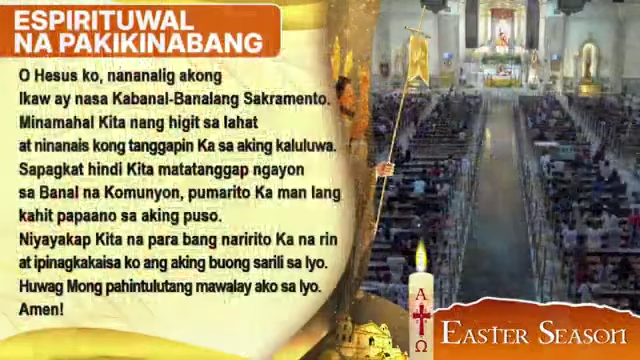 ESPIRITUWAL
NA PAKIKINABANG
O Hesus ko, nananalig akong
Ikaw ay nasa Kabanal-Banalang Sakramento.
Minamahal Kita nang higit sa lahat
at ninanais kong tanggapin Ka sa aking kaluluwa.
Sapagkat hindi Kita matatanggap ngayon
sa Banal na Komunyon, pumarito Ka man lang
kahit papaano sa aking puso.
Niyayakap Kita na para bang naririto Ka na rin
at ipinagkakaisa ko ang aking buong sarili sa Iyo.
Huwag Mong pahintulutang mawalay ako sa Iyo.
Amen!
Α
Ω
EASTER SEASON